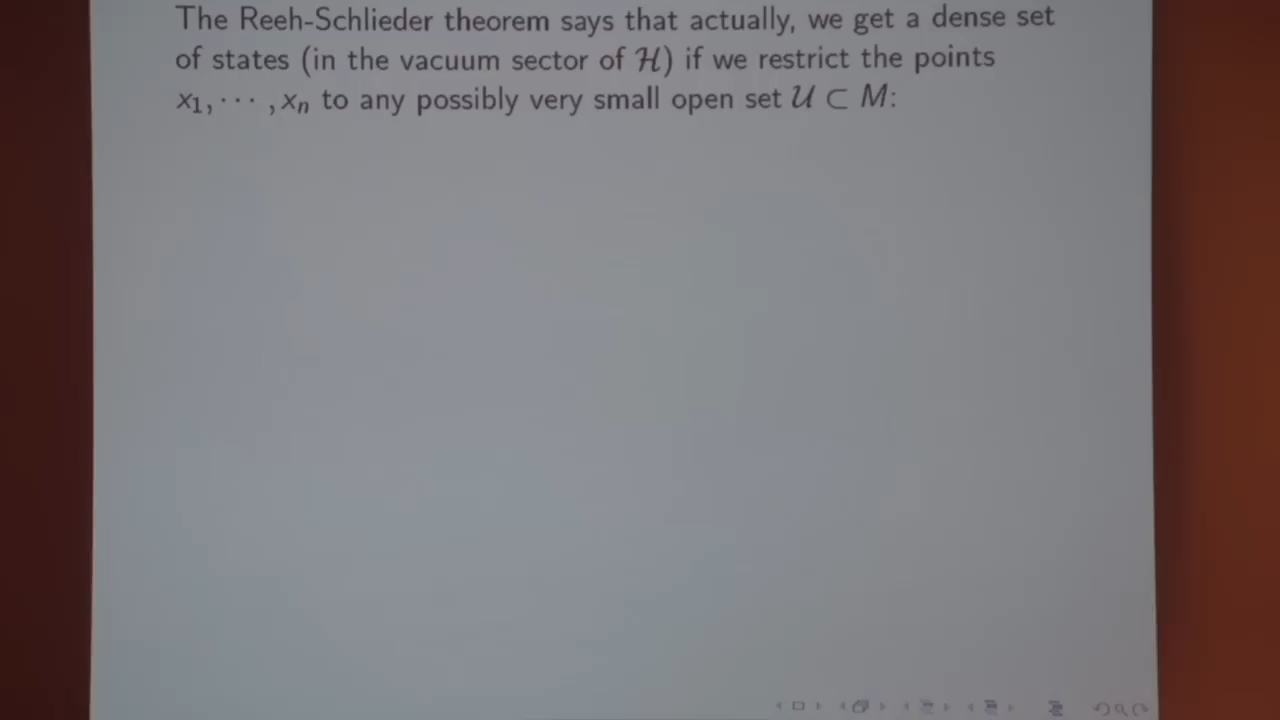 The Reeh-Schlieder theorem says that actually, we get a dense set
of states (in the vacuum sector of ℋ) if we restrict the points
x₁, ··· , xₙ to any possibly very small open set 𝒰 ⊂ M: